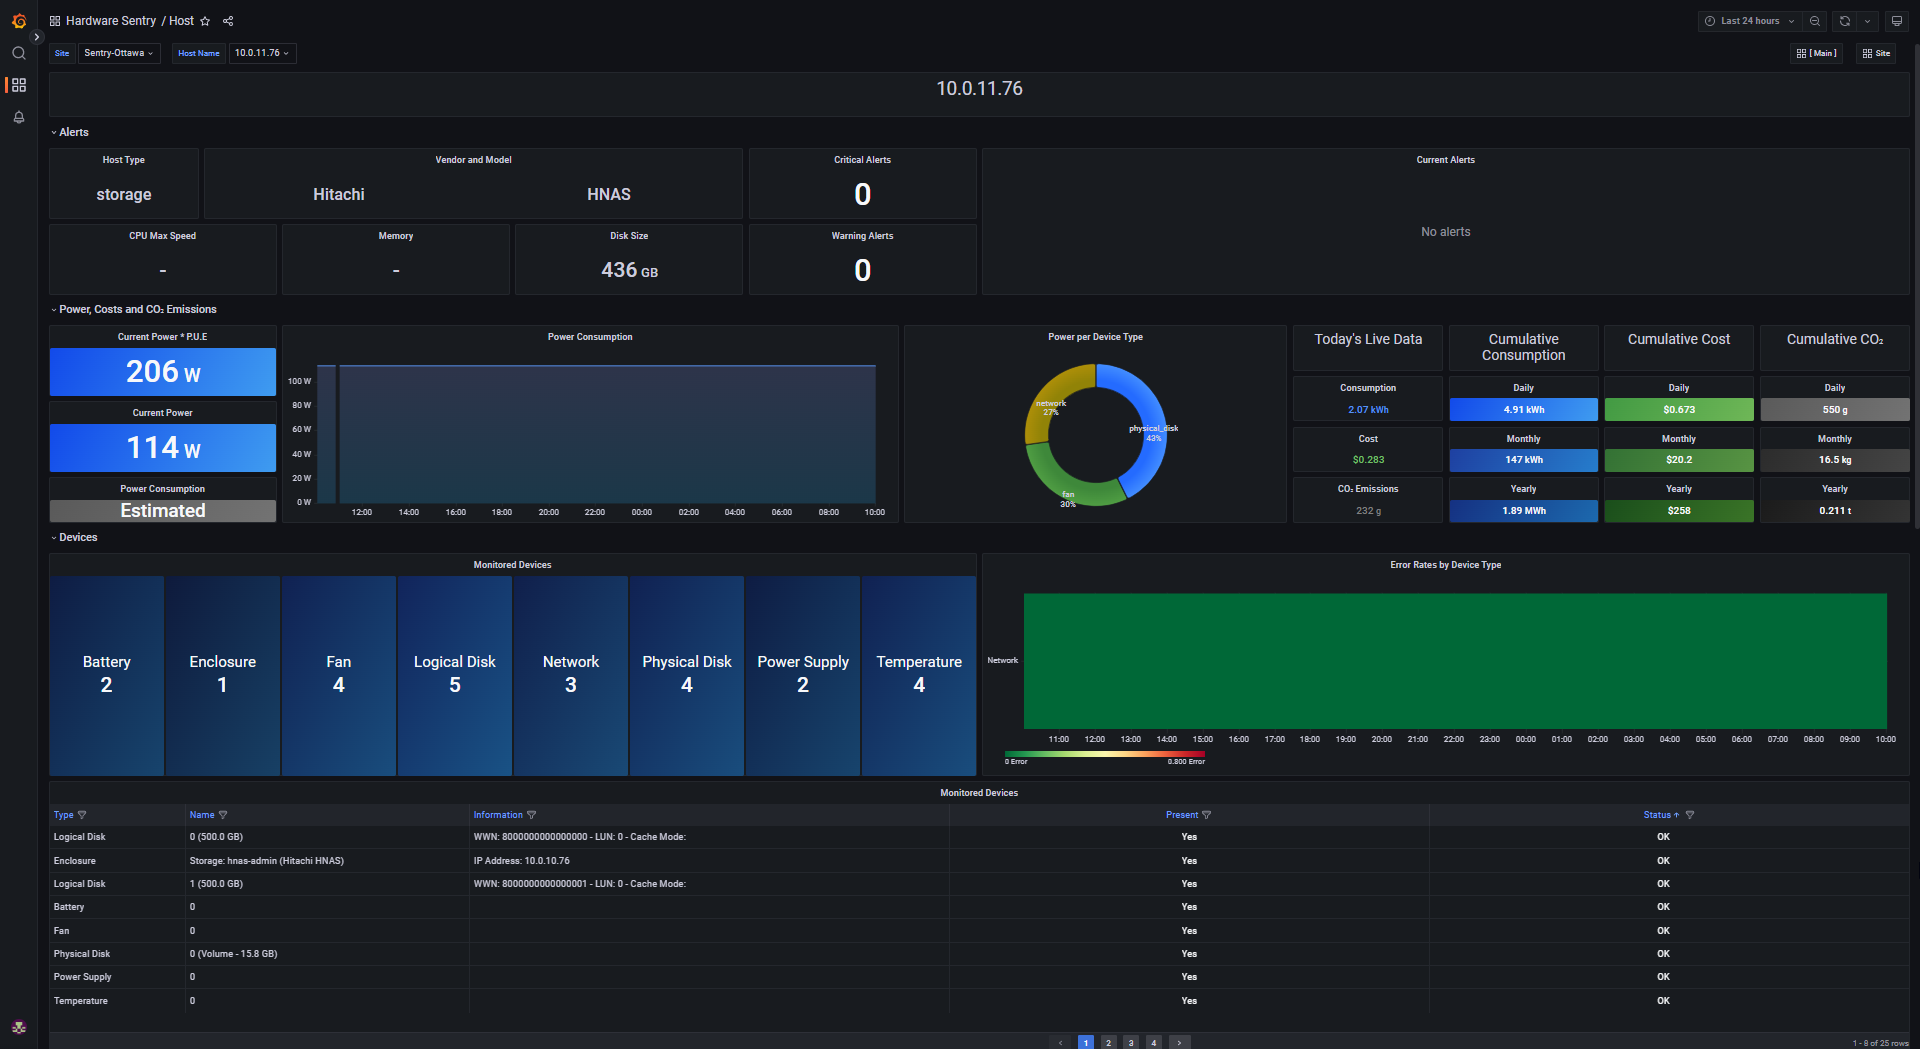 Hardware Sentry / Host
Last 24 hours
Site Sentry-Ottawa Host Name 10.0.11.76
[ Main ] Site
10.0.11.76
Alerts
Host Type
storage
Vendor and Model
Hitachi HNAS
Critical Alerts
0
Current Alerts
No alerts
CPU Max Speed
-
Memory
-
Disk Size
436 GB
Warning Alerts
0
Power, Costs and CO₂ Emissions
Current Power * P.U.E
206 W
Current Power
114 W
Power Consumption
Estimated
Power Consumption
100 W
80 W
60 W
40 W
20 W
0 W
12:00 14:00 16:00 18:00 20:00 22:00 00:00 02:00 04:00 06:00 08:00 10:00
Power per Device Type
network
27%
physical_disk
43%
fan
30%
Today's Live Data
Consumption
2.07 kWh
Cost
$0.283
CO₂ Emissions
232 g
Cumulative
Consumption
Daily
4.91 kWh
Monthly
147 kWh
Yearly
1.89 MWh
Cumulative Cost
Daily
$0.673
Monthly
$20.2
Yearly
$258
Cumulative CO₂
Daily
550 g
Monthly
16.5 kg
Yearly
0.211 t
Devices
Monitored Devices
Battery
2
Enclosure
1
Fan
4
Logical Disk
5
Network
3
Physical Disk
4
Power Supply
2
Temperature
4
Error Rates by Device Type
Network
11:00 12:00 13:00 14:00 15:00 16:00 17:00 18:00 19:00 20:00 21:00 22:00 23:00 00:00 01:00 02:00 03:00 04:00 05:00 06:00 07:00 08:00 09:00 10:00
0 Error 0.800 Error
Monitored Devices
Type Name Information Present Status
Logical Disk 0 (500.0 GB) WWN: 8000000000000000 - LUN: 0 - Cache Mode: Yes OK
Enclosure Storage: hnas-admin (Hitachi HNAS) IP Address: 10.0.10.76 Yes OK
Logical Disk 1 (500.0 GB) WWN: 8000000000000001 - LUN: 0 - Cache Mode: Yes OK
Battery 0 Yes OK
Fan 0 Yes OK
Physical Disk 0 (Volume - 15.8 GB) Yes OK
Power Supply 0 Yes OK
Temperature 0 Yes OK
1 2 3 4
1 - 8 of 25 rows